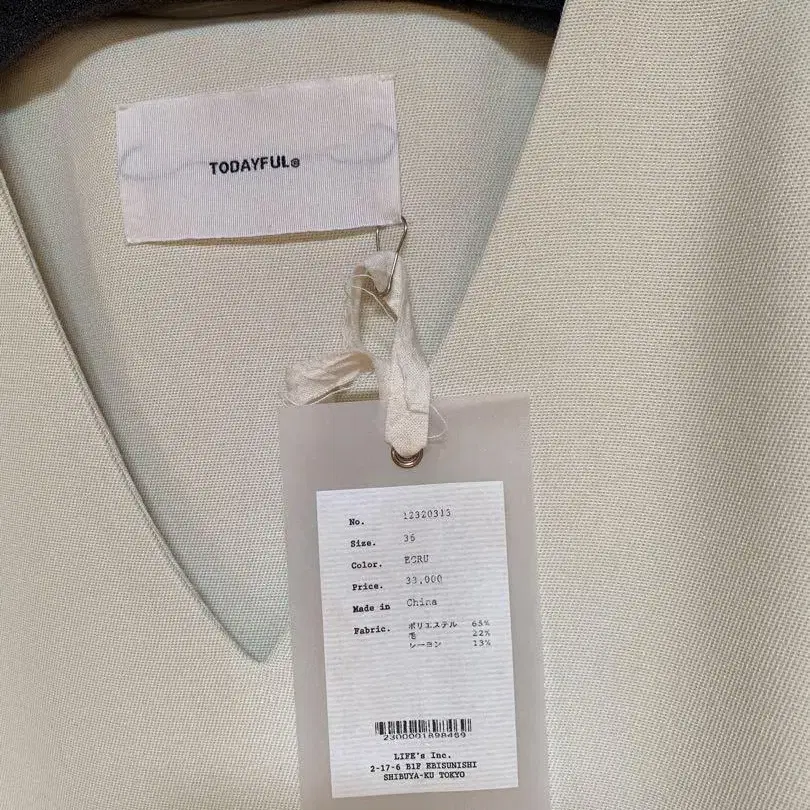 TODAYFUL®
No. 12320313
Size. 36
Color. ECRU
Price. 33,000
Made in China
Fabric. ポリエステル 65%
毛 22%
レーヨン 13%
2300001898469
LIFE's Inc.
2-17-6 B1F EBISUNISHI
SHIBUYA-KU TOKYO